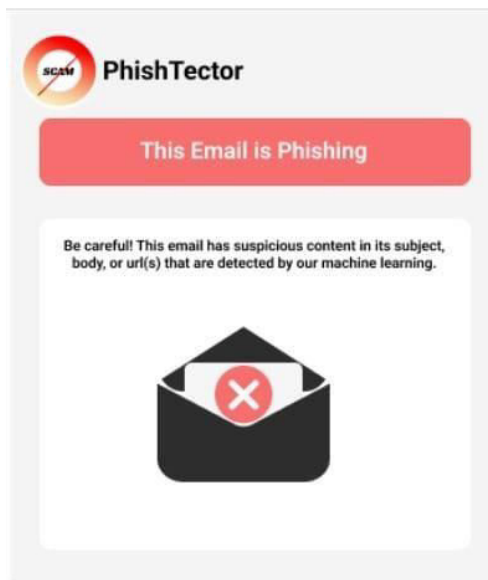 SCAM
PhishTector
This Email is Phishing
Be careful! This email has suspicious content in its subject,
body, or url(s) that are detected by our machine learning.